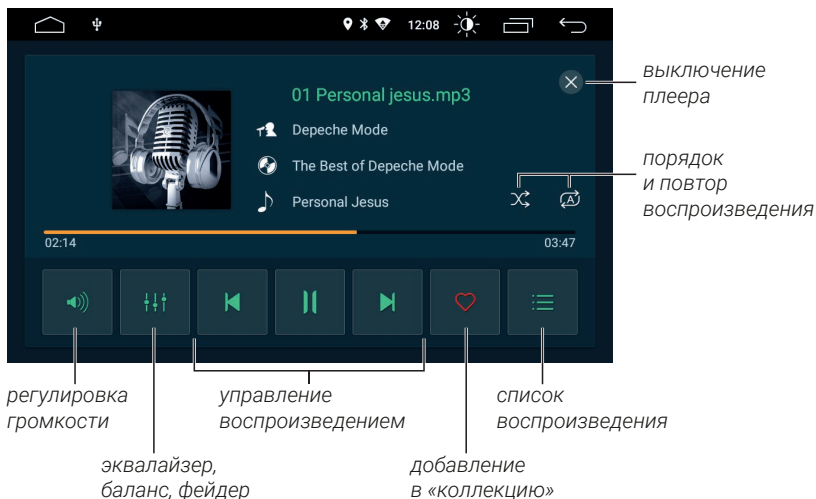 12:08
выключение
плеера
01 Personal jesus.mp3
Depeche Mode
The Best of Depeche Mode
Personal Jesus
порядок
и повтор
воспроизведения
A
02:14
03:47
регулировка
громкости
управление
воспроизведением
список
воспроизведения
эквалайзер,
баланс, фейдер
добавление
в «коллекцию»